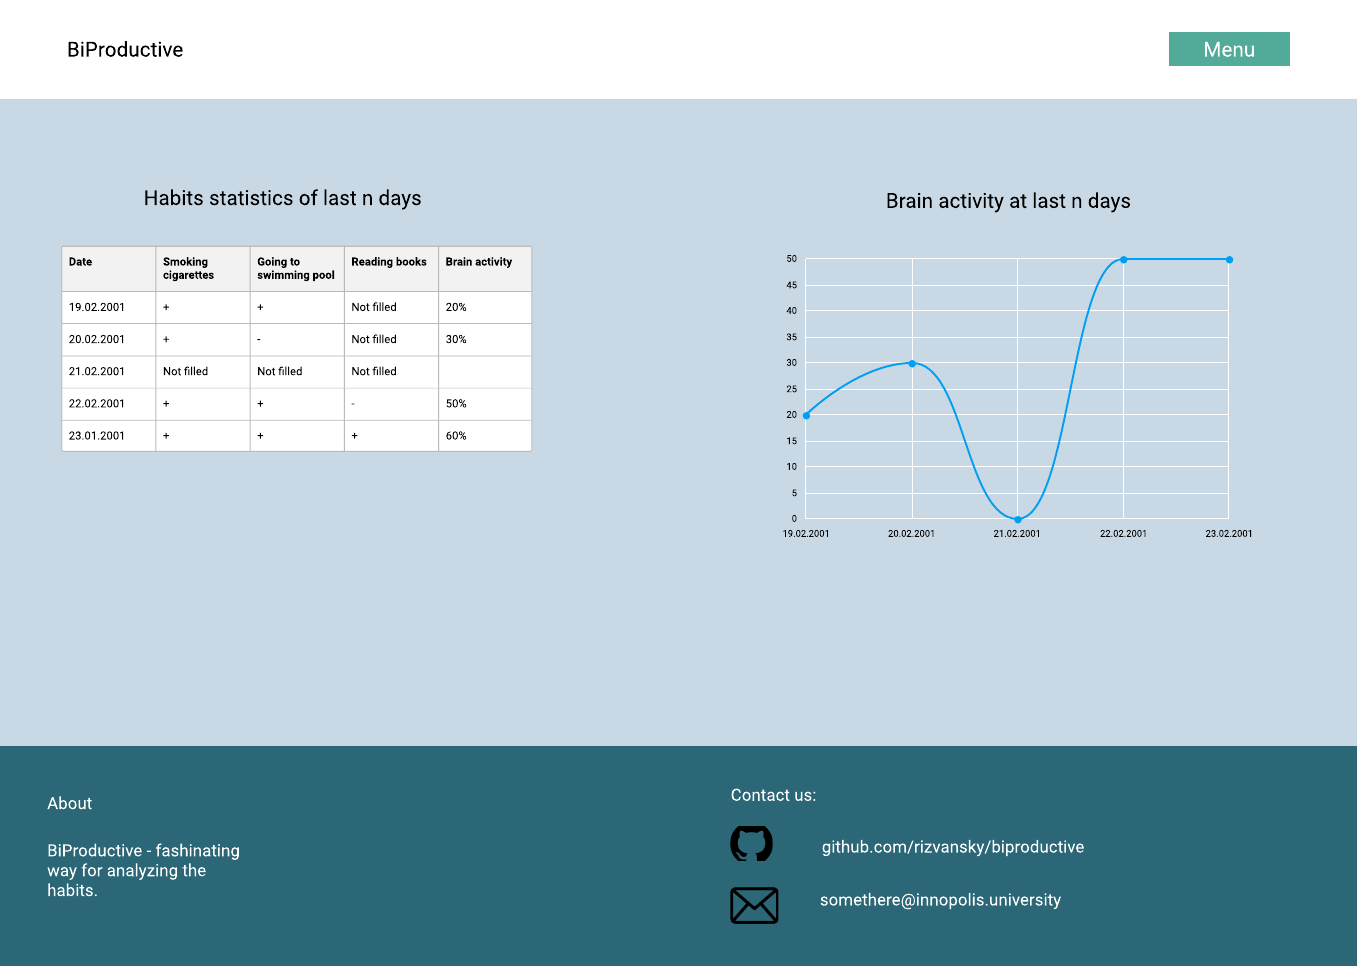 BiProductive
Menu
Habits statistics of last n days
Date Smoking cigarettes Going to swimming pool Reading books Brain activity
19.02.2001 + + Not filled 20%
20.02.2001 + - Not filled 30%
21.02.2001 Not filled Not filled Not filled
22.02.2001 + + - 50%
23.01.2001 + + + 60%
Brain activity at last n days
50
45
40
35
30
25
20
15
10
5
0
19.02.2001 20.02.2001 21.02.2001 22.02.2001 23.02.2001
About
BiProductive - fashinating
way for analyzing the
habits.
Contact us:
github.com/rizvansky/biproductive
somethere@innopolis.university